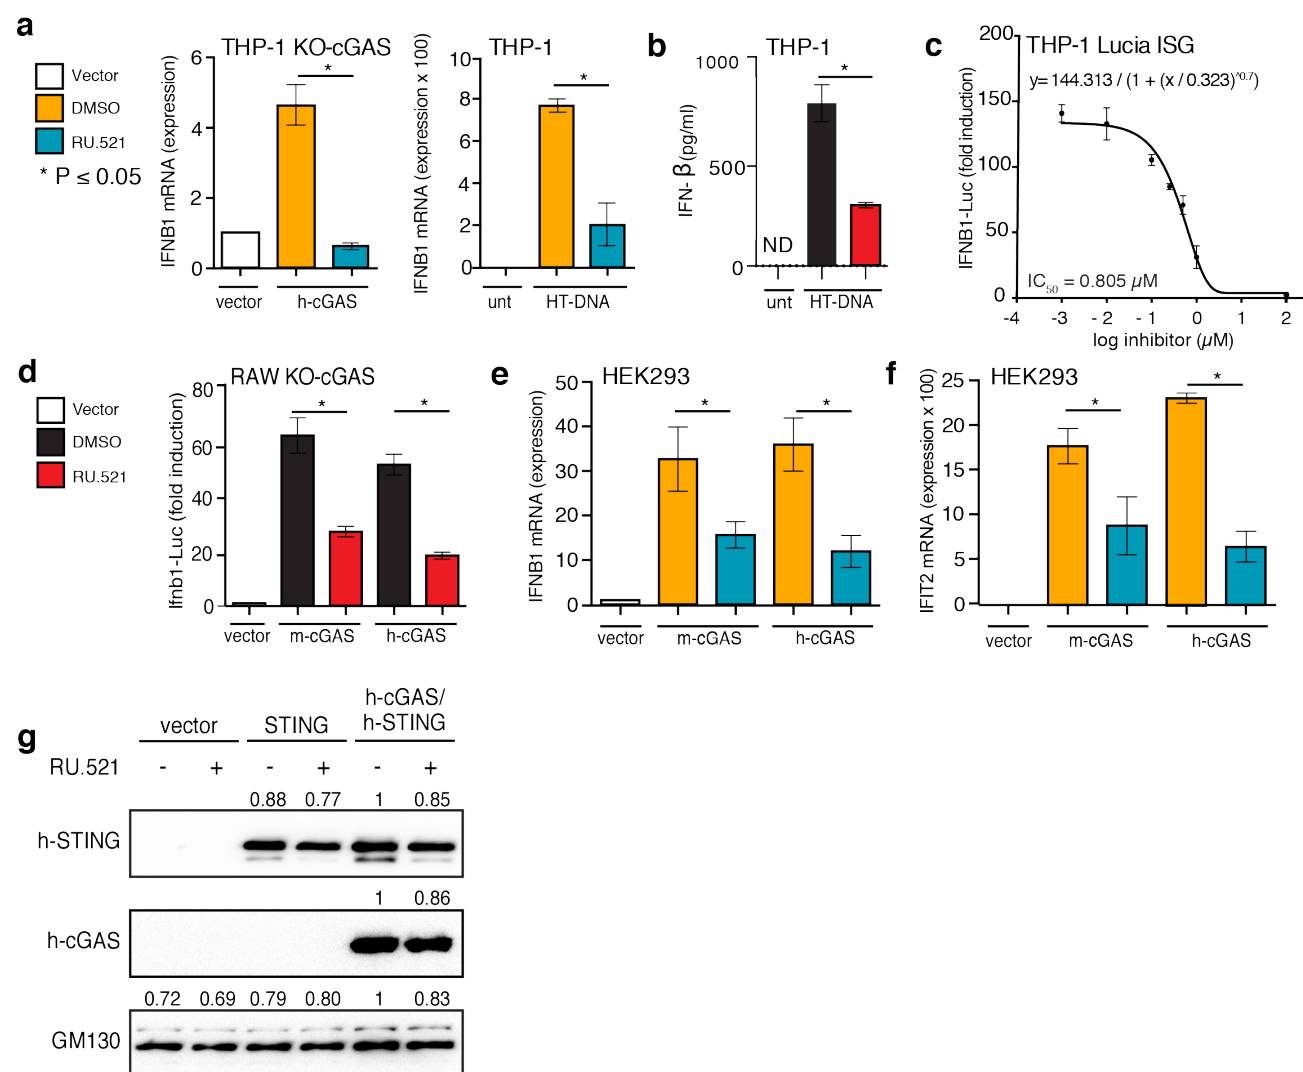 a
Vector
DMSO
RU.521
* P ≤ 0.05
THP-1 KO-cGAS
IFNB1 mRNA (expression)
6
4
2
0
*
vector
h-cGAS
THP-1
IFNB1 mRNA (expression x 100)
10
8
6
4
2
0
*
unt
HT-DNA
b
THP-1
IFN- β(pg/ml)
1000
500
0
*
ND
unt
HT-DNA
c
THP-1 Lucia ISG
y= 144.313 / (1 + (x / 0.323)^0.7)
IFNB1-Luc (fold induction)
200
150
100
50
0
IC50 = 0.805 µM
-4 -3 - 2 - 1 0 1 2
log inhibitor (µM)
d
Vector
DMSO
RU.521
RAW KO-cGAS
Ifnb1-Luc (fold induction)
80
60
40
20
0
* *
vector m-cGAS h-cGAS
e
HEK293
IFNB1 mRNA (expression)
50
40
30
20
10
0
* *
vector m-cGAS h-cGAS
f
HEK293
IFIT2 mRNA (expression x 100)
25
20
15
10
5
0
* *
vector m-cGAS h-cGAS
g
vector STING h-cGAS/
h-STING
RU.521 - + - + - +
0.88 0.77 1 0.85
h-STING
1 0.86
h-cGAS
0.72 0.69 0.79 0.80 1 0.83
GM130